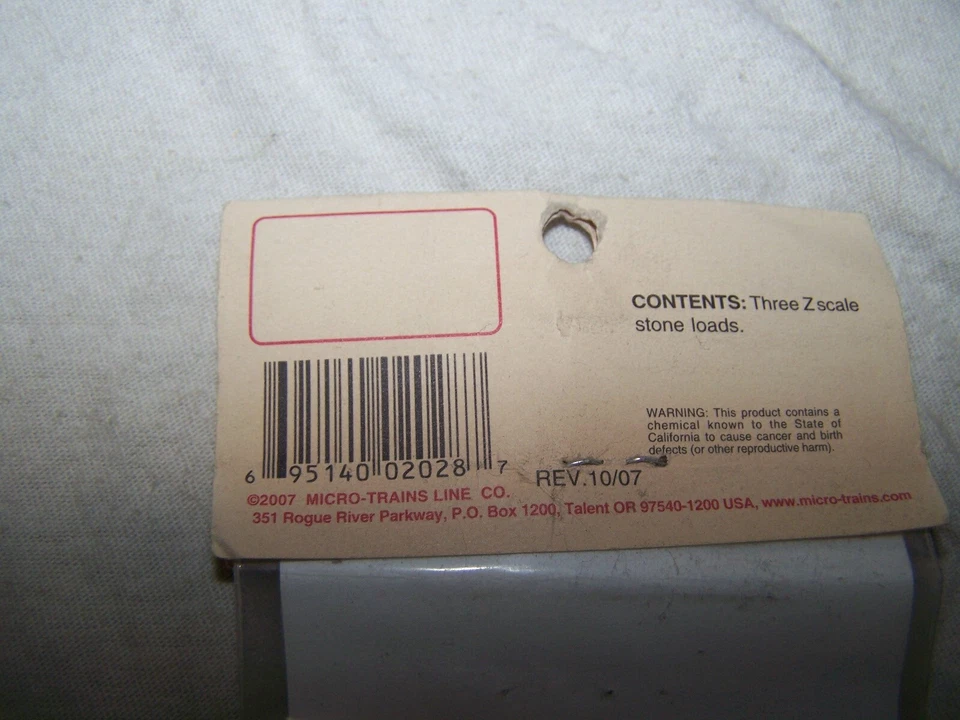 CONTENTS: Three Z scale
stone loads.
WARNING: This product contains a
chemical known to the State of
California to cause cancer and birth
defects (or other reproductive harm).
6 95140 02028 7
REV.10/07
©2007 MICRO-TRAINS LINE CO.
351 Rogue River Parkway, P.O. Box 1200, Talent OR 97540-1200 USA, www.micro-trains.com